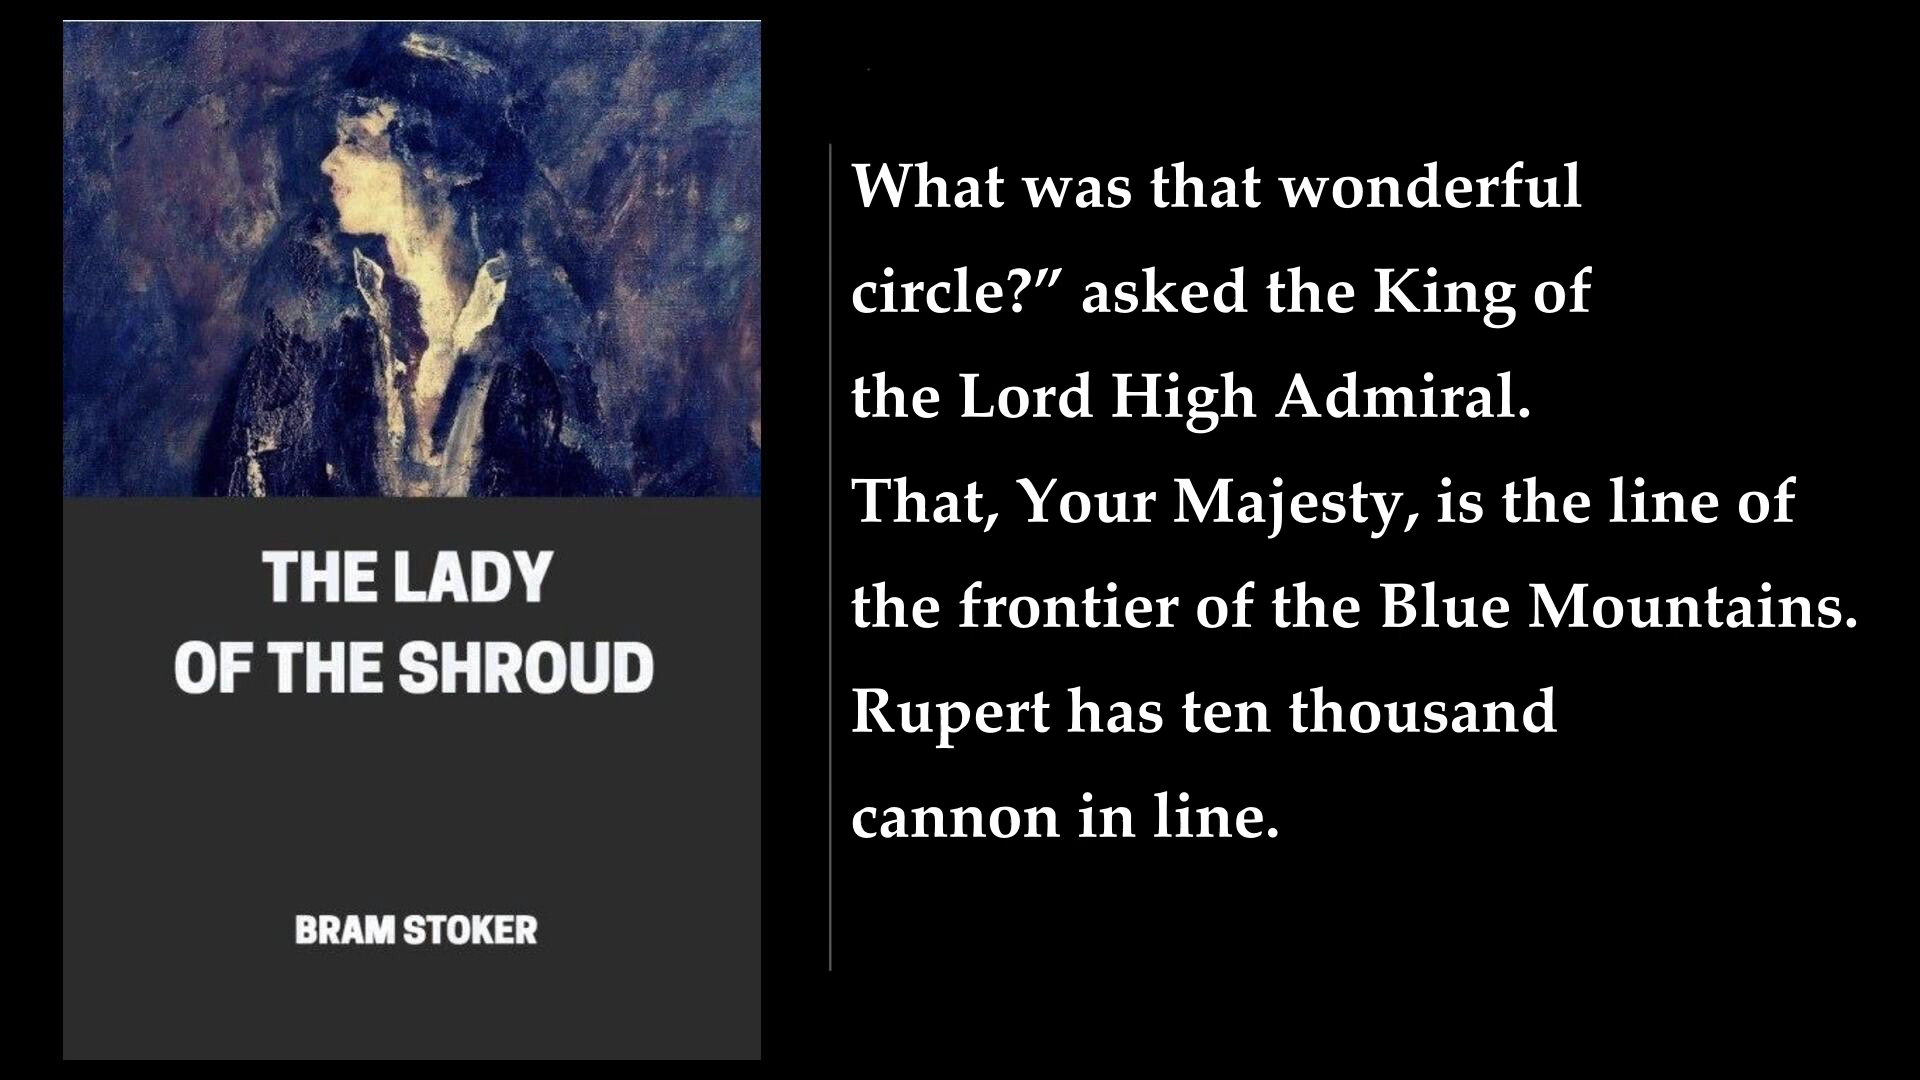 THE LADY
OF THE SHROUD
BRAM STOKER
What was that wonderful
circle?” asked the King of
the Lord High Admiral.
That, Your Majesty, is the line of
the frontier of the Blue Mountains.
Rupert has ten thousand
cannon in line.